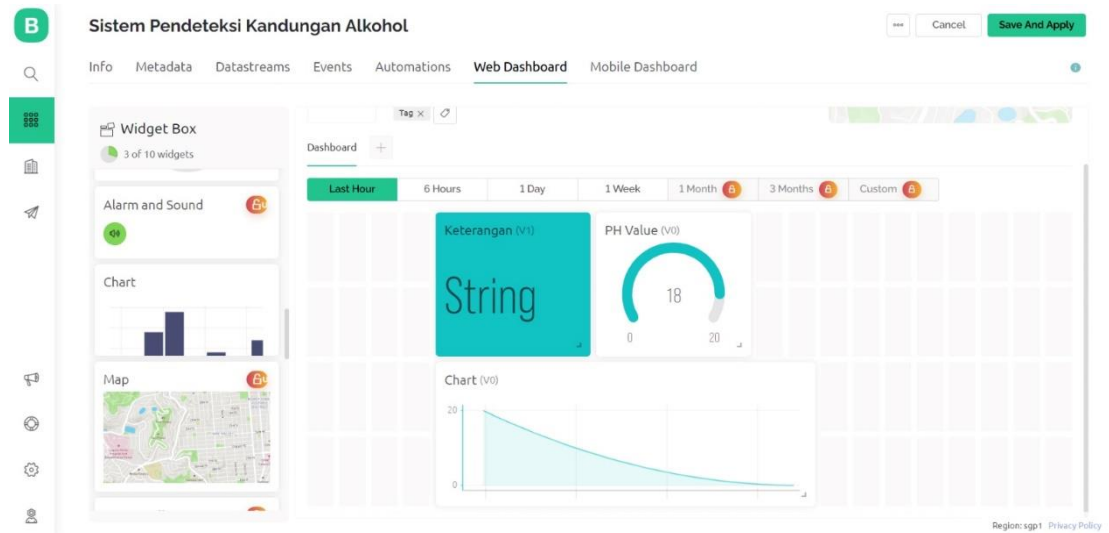 B
Sistem Pendeteksi Kandungan Alkohol
Cancel
Save And Apply
Info Metadata Datastreams Events Automations Web Dashboard Mobile Dashboard
Widget Box
3 of 10 widgets
Alarm and Sound
Chart
Map
Tag ×
Dashboard +
Last Hour 6 Hours 1 Day 1 Week 1 Month 3 Months Custom
Keterangan (V1)
String
PH Value (V0)
18
0 20
Chart (V0)
20
0
Region: sgp1 Privacy Policy